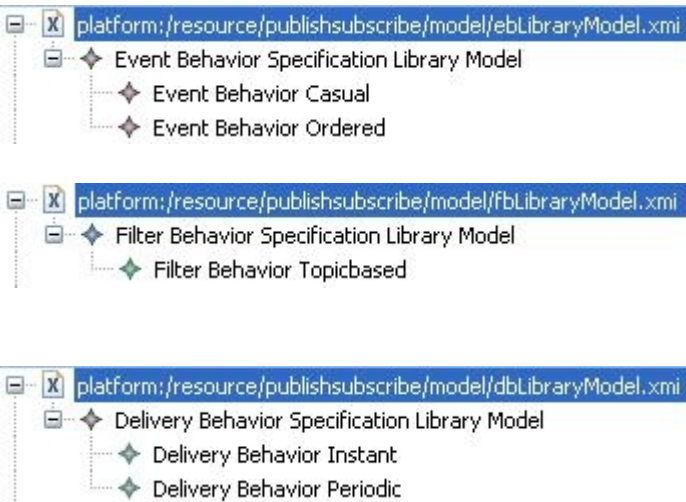 platform:/resource/publishsubscribe/model/ebLibraryModel.xmi
Event Behavior Specification Library Model
Event Behavior Casual
Event Behavior Ordered
platform:/resource/publishsubscribe/model/fbLibraryModel.xmi
Filter Behavior Specification Library Model
Filter Behavior Topicbased
platform:/resource/publishsubscribe/model/dbLibraryModel.xmi
Delivery Behavior Specification Library Model
Delivery Behavior Instant
Delivery Behavior Periodic